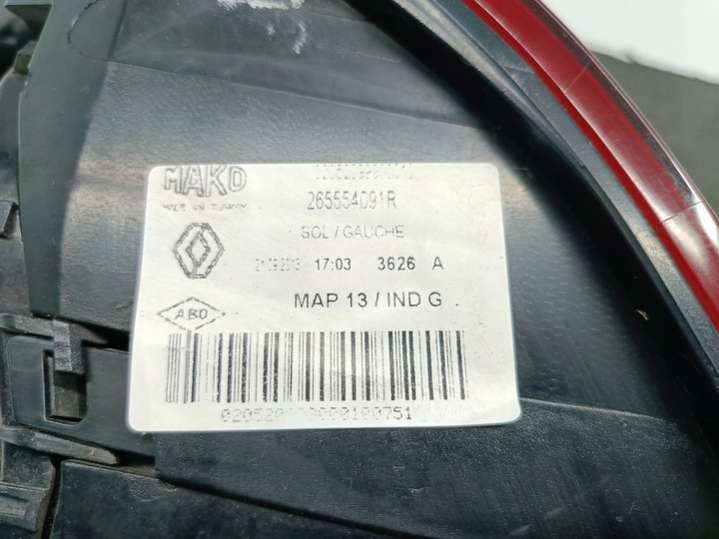 MAKO
MADE IN TURKEY
265554091R
SOL / GAUCHE
17:03 3626 A
MAP 13 / IND G
ABD